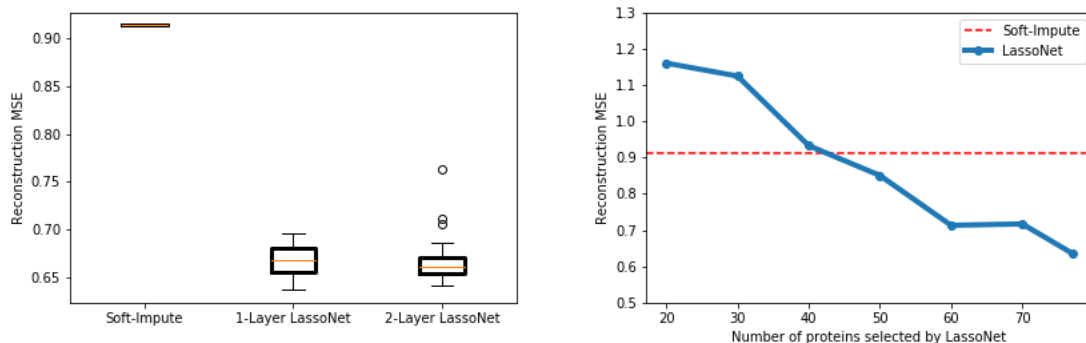 Reconstruction MSE
0.90
0.85
0.80
0.75
0.70
0.65
Soft-Impute
1-Layer LassoNet
2-Layer LassoNet
Reconstruction MSE
1.3
1.2
1.1
1.0
0.9
0.8
0.7
0.6
0.5
Soft-Impute
LassoNet
20 30 40 50 60 70
Number of proteins selected by LassoNet